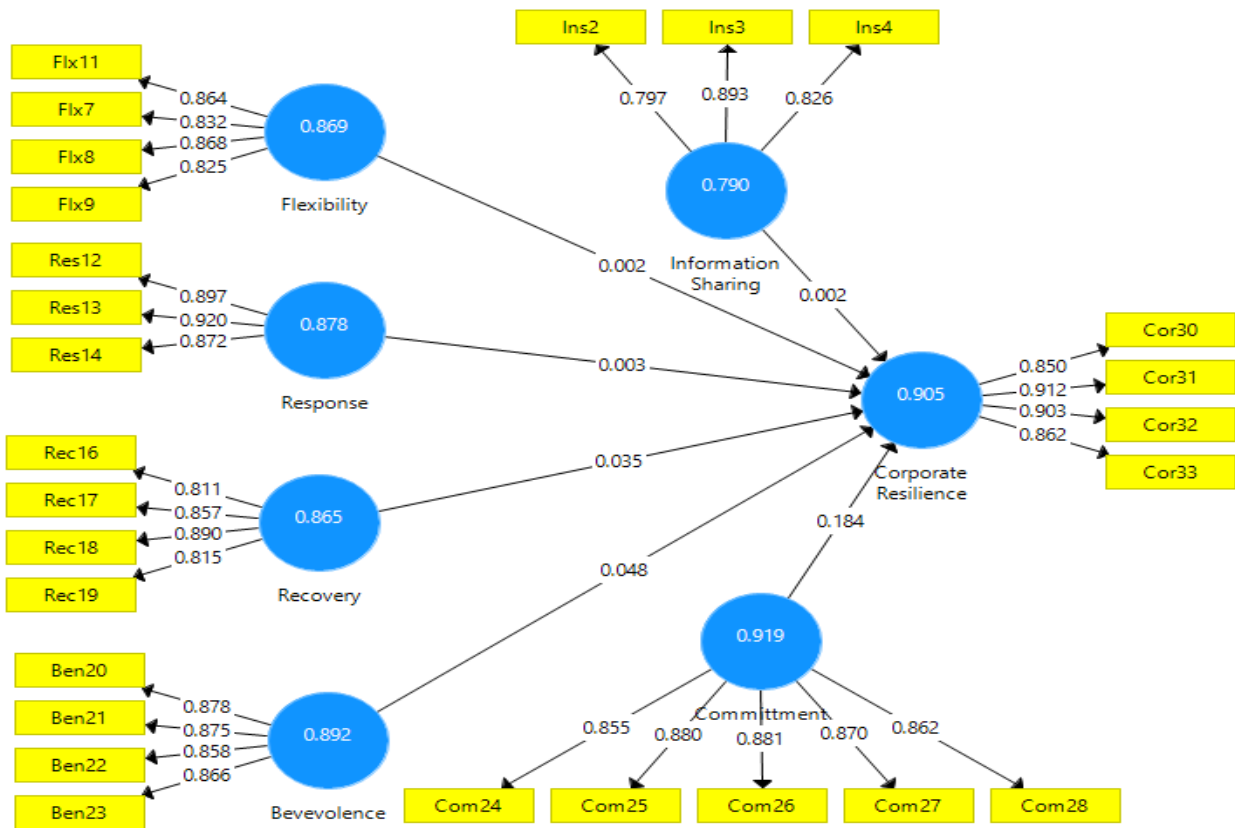 Ins2
Ins3
Ins4
0.797
0.893
0.826
0.790
Information
Sharing
0.002
Flx11
Flx7
Flx8
Flx9
0.864
0.832
0.868
0.825
0.869
Flexibility
0.002
Res12
Res13
Res14
0.897
0.920
0.872
0.878
Response
0.003
Rec16
Rec17
Rec18
Rec19
0.811
0.857
0.890
0.815
0.865
Recovery
0.035
Ben20
Ben21
Ben22
Ben23
0.878
0.875
0.858
0.866
0.892
Bevevolence
0.048
0.905
Corporate
Resilience
0.850
0.912
0.903
0.862
Cor30
Cor31
Cor32
Cor33
0.184
0.919
Committment
0.855
0.880
0.881
0.870
0.862
Com24
Com25
Com26
Com27
Com28